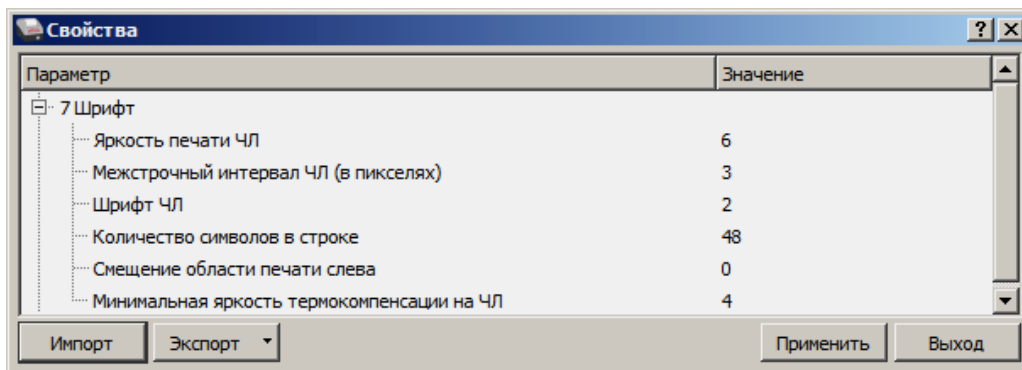 Свойства
Параметр Значение
7 Шрифт
Яркость печати ЧЛ 6
Межстрочный интервал ЧЛ (в пикселях) 3
Шрифт ЧЛ 2
Количество символов в строке 48
Смещение области печати слева 0
Минимальная яркость термокомпенсации на ЧЛ 4
Импорт Экспорт Применить Выход